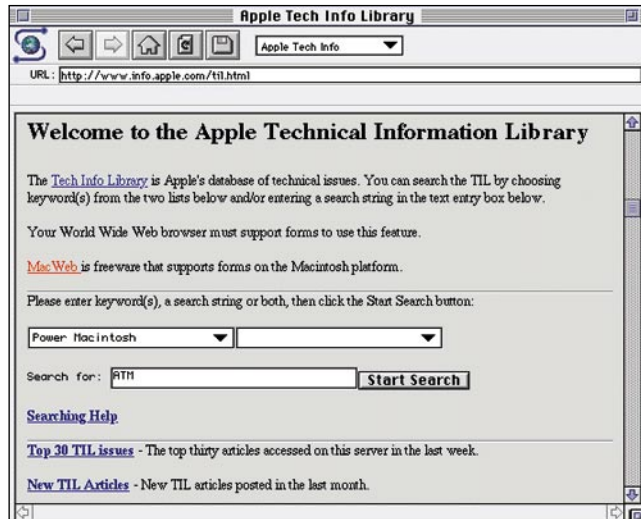 Apple Tech Info Library
Apple Tech Info
URL: http://www.info.apple.com/til.html
Welcome to the Apple Technical Information Library
The Tech Info Library is Apple's database of technical issues. You can search the TIL by choosing
keyword(s) from the two lists below and/or entering a search string in the text entry box below.
Your World Wide Web browser must support forms to use this feature.
MacWeb is freeware that supports forms on the Macintosh platform.
Please enter keyword(s), a search string or both, then click the Start Search button:
Power Macintosh
Search for: ATM Start Search
Searching Help
Top 30 TIL issues - The top thirty articles accessed on this server in the last week.
New TIL Articles - New TIL articles posted in the last month.